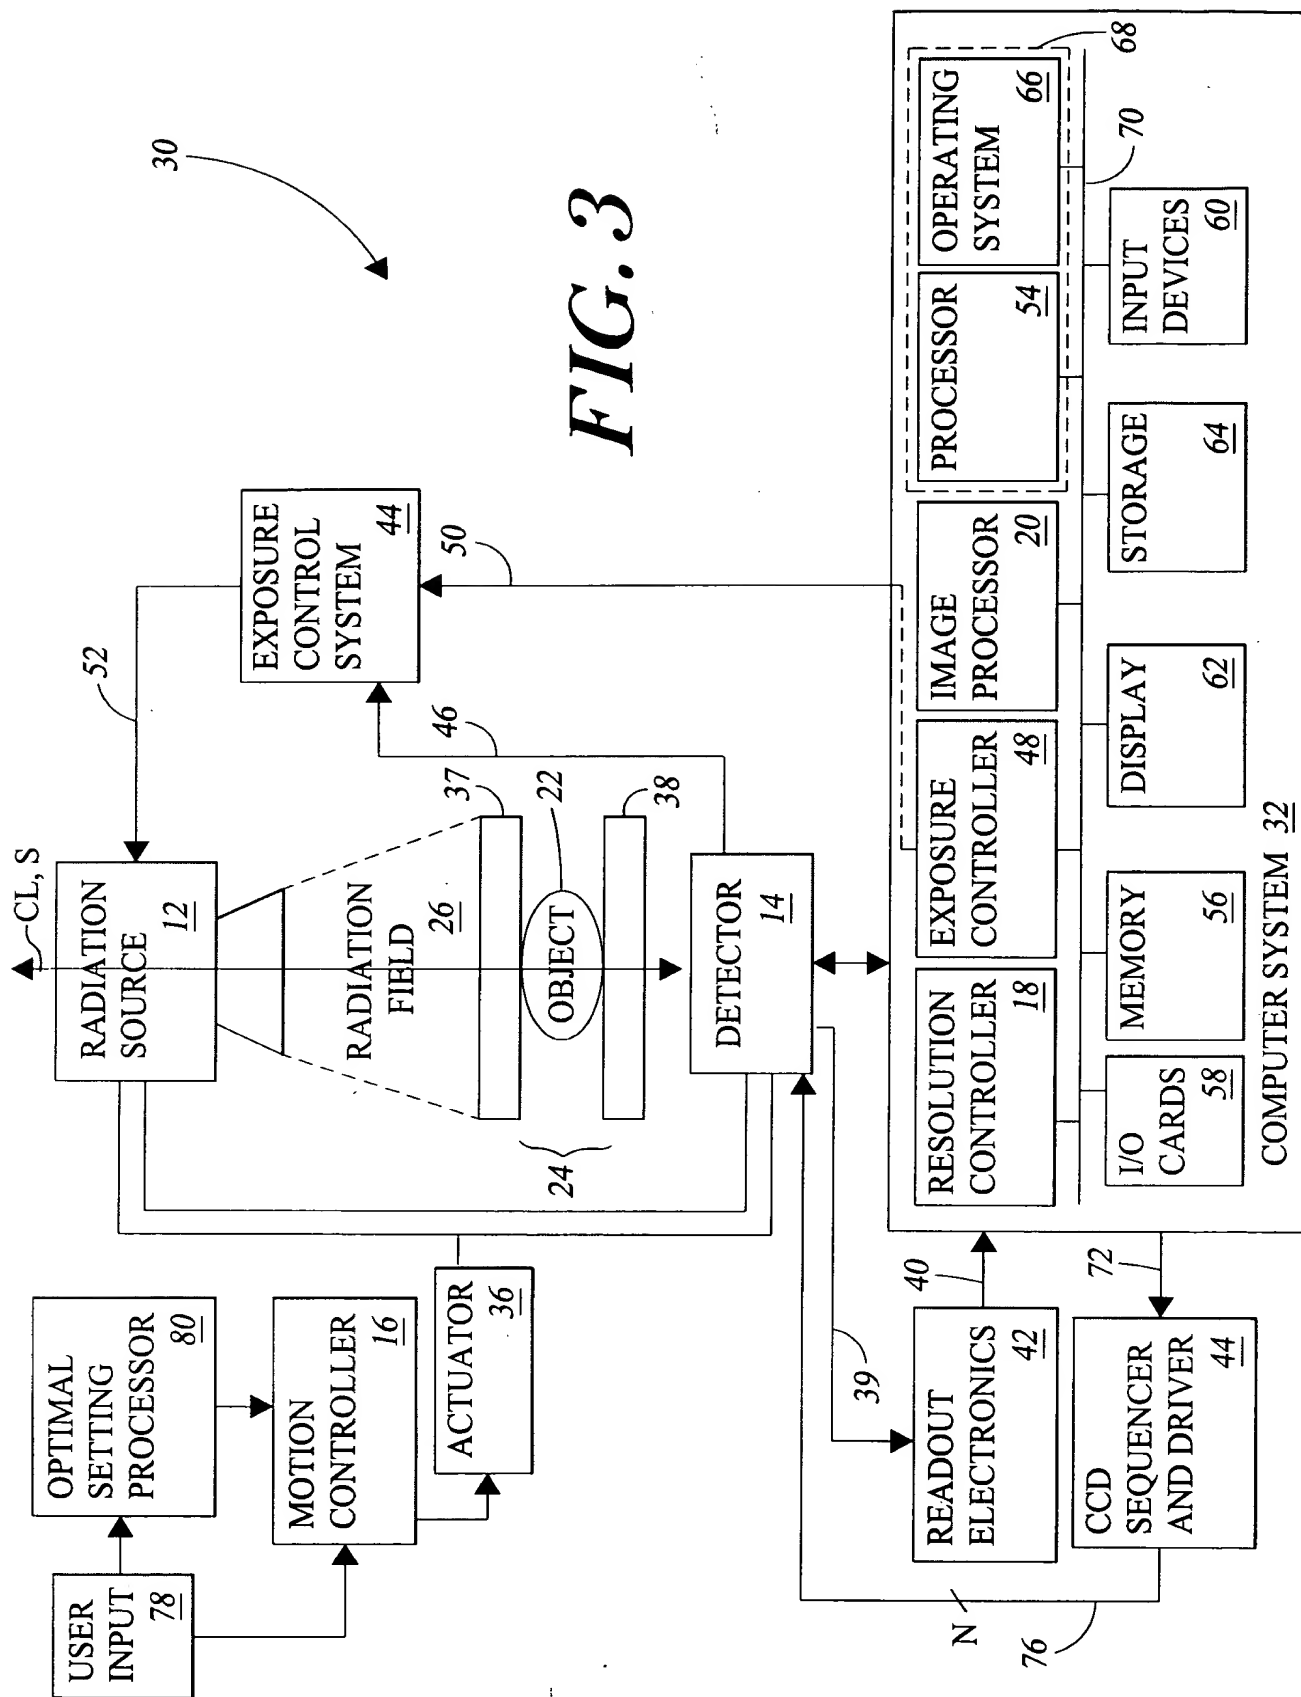 FIG. 3
30
USER
INPUT
78
OPTIMAL
SETTING
PROCESSOR
80
MOTION
CONTROLLER
16
ACTUATOR
36
CL, S
RADIATION
SOURCE
12
52
EXPOSURE
CONTROL
SYSTEM
44
RADIATION
FIELD
26
37
24
OBJECT
22
38
46
50
DETECTOR
14
39
READOUT
ELECTRONICS
42
40
72
CCD
SEQUENCER
AND DRIVER
44
N
76
RESOLUTION
CONTROLLER
18
EXPOSURE
CONTROLLER
48
IMAGE
PROCESSOR
20
PROCESSOR
54
OPERATING
SYSTEM
66
68
70
I/O
CARDS
58
MEMORY
56
DISPLAY
62
STORAGE
64
INPUT
DEVICES
60
COMPUTER SYSTEM 32